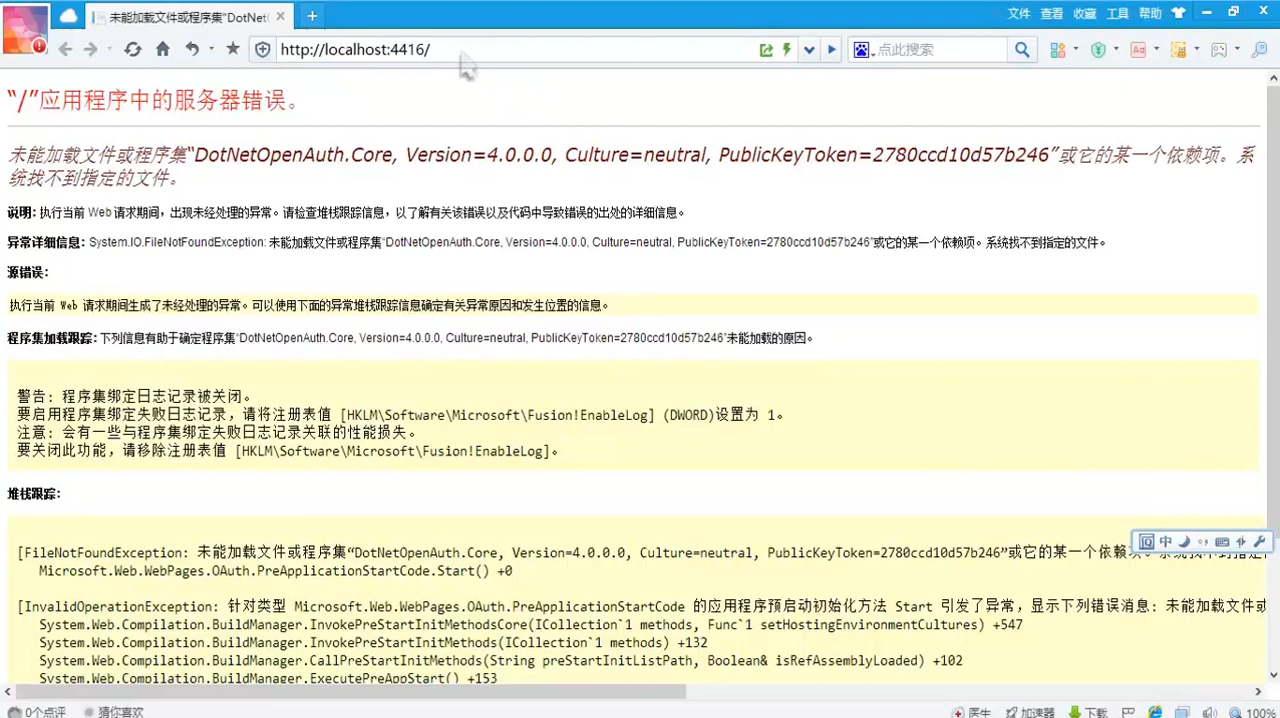 未能加载文件或程序集“DotNet(
文件 查看 收藏 工具 帮助
http://localhost:4416/
点此搜索
“/”应用程序中的服务器错误。
未能加载文件或程序集“DotNetOpenAuth.Core, Version=4.0.0.0, Culture=neutral, PublicKeyToken=2780ccd10d57b246”或它的某一个依赖项。系
统找不到指定的文件。
说明: 执行当前 Web 请求期间，出现未经处理的异常。请检查堆栈跟踪信息，以了解有关该错误以及代码中导致错误的出处的详细信息。
异常详细信息: System.IO.FileNotFoundException: 未能加载文件或程序集“DotNetOpenAuth.Core, Version=4.0.0.0, Culture=neutral, PublicKeyToken=2780ccd10d57b246”或它的某一个依赖项。系统找不到指定的文件。
源错误:
执行当前 Web 请求期间生成了未经处理的异常。可以使用下面的异常堆栈跟踪信息确定有关异常原因和发生位置的信息。
程序集加载跟踪: 下列信息有助于确定程序集“DotNetOpenAuth.Core, Version=4.0.0.0, Culture=neutral, PublicKeyToken=2780ccd10d57b246”未能加载的原因。
警告: 程序集绑定日志记录被关闭。
要启用程序集绑定失败日志记录，请将注册表值 [HKLM\Software\Microsoft\Fusion!EnableLog] (DWORD)设置为 1。
注意: 会有一些与程序集绑定失败日志记录关联的性能损失。
要关闭此功能，请移除注册表值 [HKLM\Software\Microsoft\Fusion!EnableLog]。
堆栈跟踪:
[FileNotFoundException: 未能加载文件或程序集“DotNetOpenAuth.Core, Version=4.0.0.0, Culture=neutral, PublicKeyToken=2780ccd10d57b246”或它的某一个依赖
中
Microsoft.Web.WebPages.OAuth.PreApplicationStartCode.Start() +0
[InvalidOperationException: 针对类型 Microsoft.Web.WebPages.OAuth.PreApplicationStartCode 的应用程序预启动初始化方法 Start 引发了异常，显示下列错误消息: 未能加载文件或
System.Web.Compilation.BuildManager.InvokePreStartInitMethodsCore(ICollection`1 methods, Func`1 setHostingEnvironmentCultures) +547
System.Web.Compilation.BuildManager.InvokePreStartInitMethods(ICollection`1 methods) +132
System.Web.Compilation.BuildManager.CallPreStartInitMethods(String preStartInitListPath, Boolean& isRefAssemblyLoaded) +102
System.Web.Compilation.BuildManager.ExecutePreAppStart() +153
0个点评 猜你喜欢 医生 加速器 下载 100%